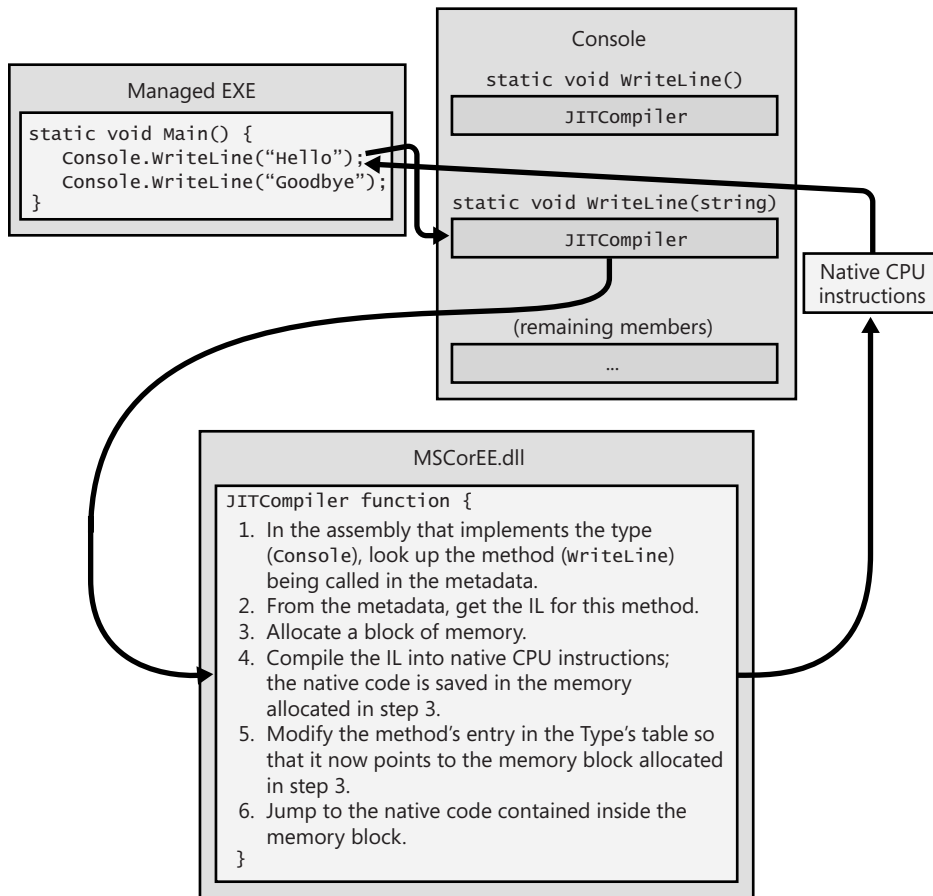 Managed EXE
static void Main() {
Console.WriteLine(“Hello”);
Console.WriteLine(“Goodbye”);
}
Console
static void WriteLine()
JITCompiler
static void WriteLine(string)
JITCompiler
(remaining members)
...
Native CPU
instructions
MSCorEE.dll
JITCompiler function {
1. In the assembly that implements the type
(Console), look up the method (WriteLine)
being called in the metadata.
2. From the metadata, get the IL for this method.
3. Allocate a block of memory.
4. Compile the IL into native CPU instructions;
the native code is saved in the memory
allocated in step 3.
5. Modify the method’s entry in the Type’s table so
that it now points to the memory block allocated
in step 3.
6. Jump to the native code contained inside the
memory block.
}